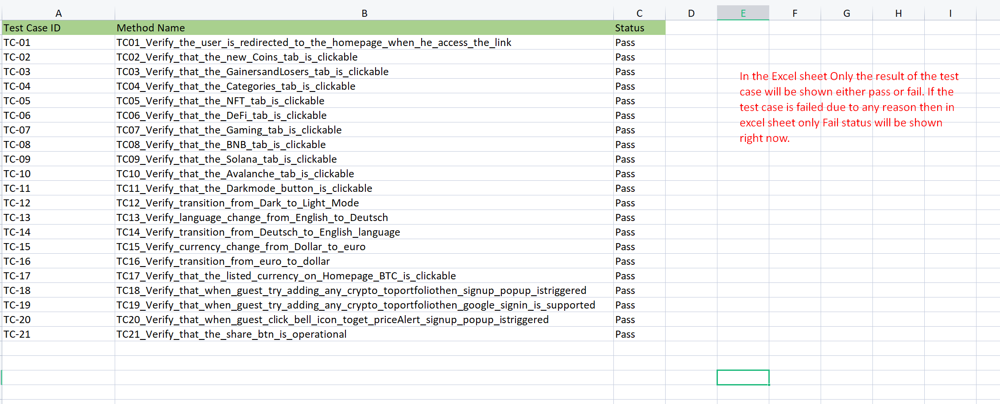 A B C D E F G H I
Test Case ID Method Name Status
TC-01 TC01_Verify_the_user_is_redirected_to_the_homepage_when_he_access_the_link Pass
TC-02 TC02_Verify_that_the_new_Coins_tab_is_clickable Pass
TC-03 TC03_Verify_that_the_GainersandLosers_tab_is_clickable Pass
TC-04 TC04_Verify_that_the_Categories_tab_is_clickable Pass
TC-05 TC05_Verify_that_the_NFT_tab_is_clickable Pass
TC-06 TC06_Verify_that_the_DeFi_tab_is_clickable Pass
TC-07 TC07_Verify_that_the_Gaming_tab_is_clickable Pass
TC-08 TC08_Verify_that_the_BNB_tab_is_clickable Pass
TC-09 TC09_Verify_that_the_Solana_tab_is_clickable Pass
TC-10 TC10_Verify_that_the_Avalanche_tab_is_clickable Pass
TC-11 TC11_Verify_that_the_Darkmode_button_is_clickable Pass
TC-12 TC12_Verify_transition_from_Dark_to_Light_Mode Pass
TC-13 TC13_Verify_language_change_from_English_to_Deutsch Pass
TC-14 TC14_Verify_transition_from_Deutsch_to_English_language Pass
TC-15 TC15_Verify_currency_change_from_Dollar_to_euro Pass
TC-16 TC16_Verify_transition_from_euro_to_dollar Pass
TC-17 TC17_Verify_that_the_listed_currency_on_Homepage_BTC_is_clickable Pass
TC-18 TC18_Verify_that_when_guest_try_adding_any_crypto_toportfoliothen_signup_popup_istriggered Pass
TC-19 TC19_Verify_that_when_guest_try_adding_any_crypto_toportfoliothen_google_signin_is_supported Pass
TC-20 TC20_Verify_that_when_guest_click_bell_icon_toget_priceAlert_signup_popup_istriggered Pass
TC-21 TC21_Verify_that_the_share_btn_is_operational Pass
In the Excel sheet Only the result of the test
case will be shown either pass or fail. If the
test case is failed due to any reason then in
excel sheet only Fail status will be shown
right now.